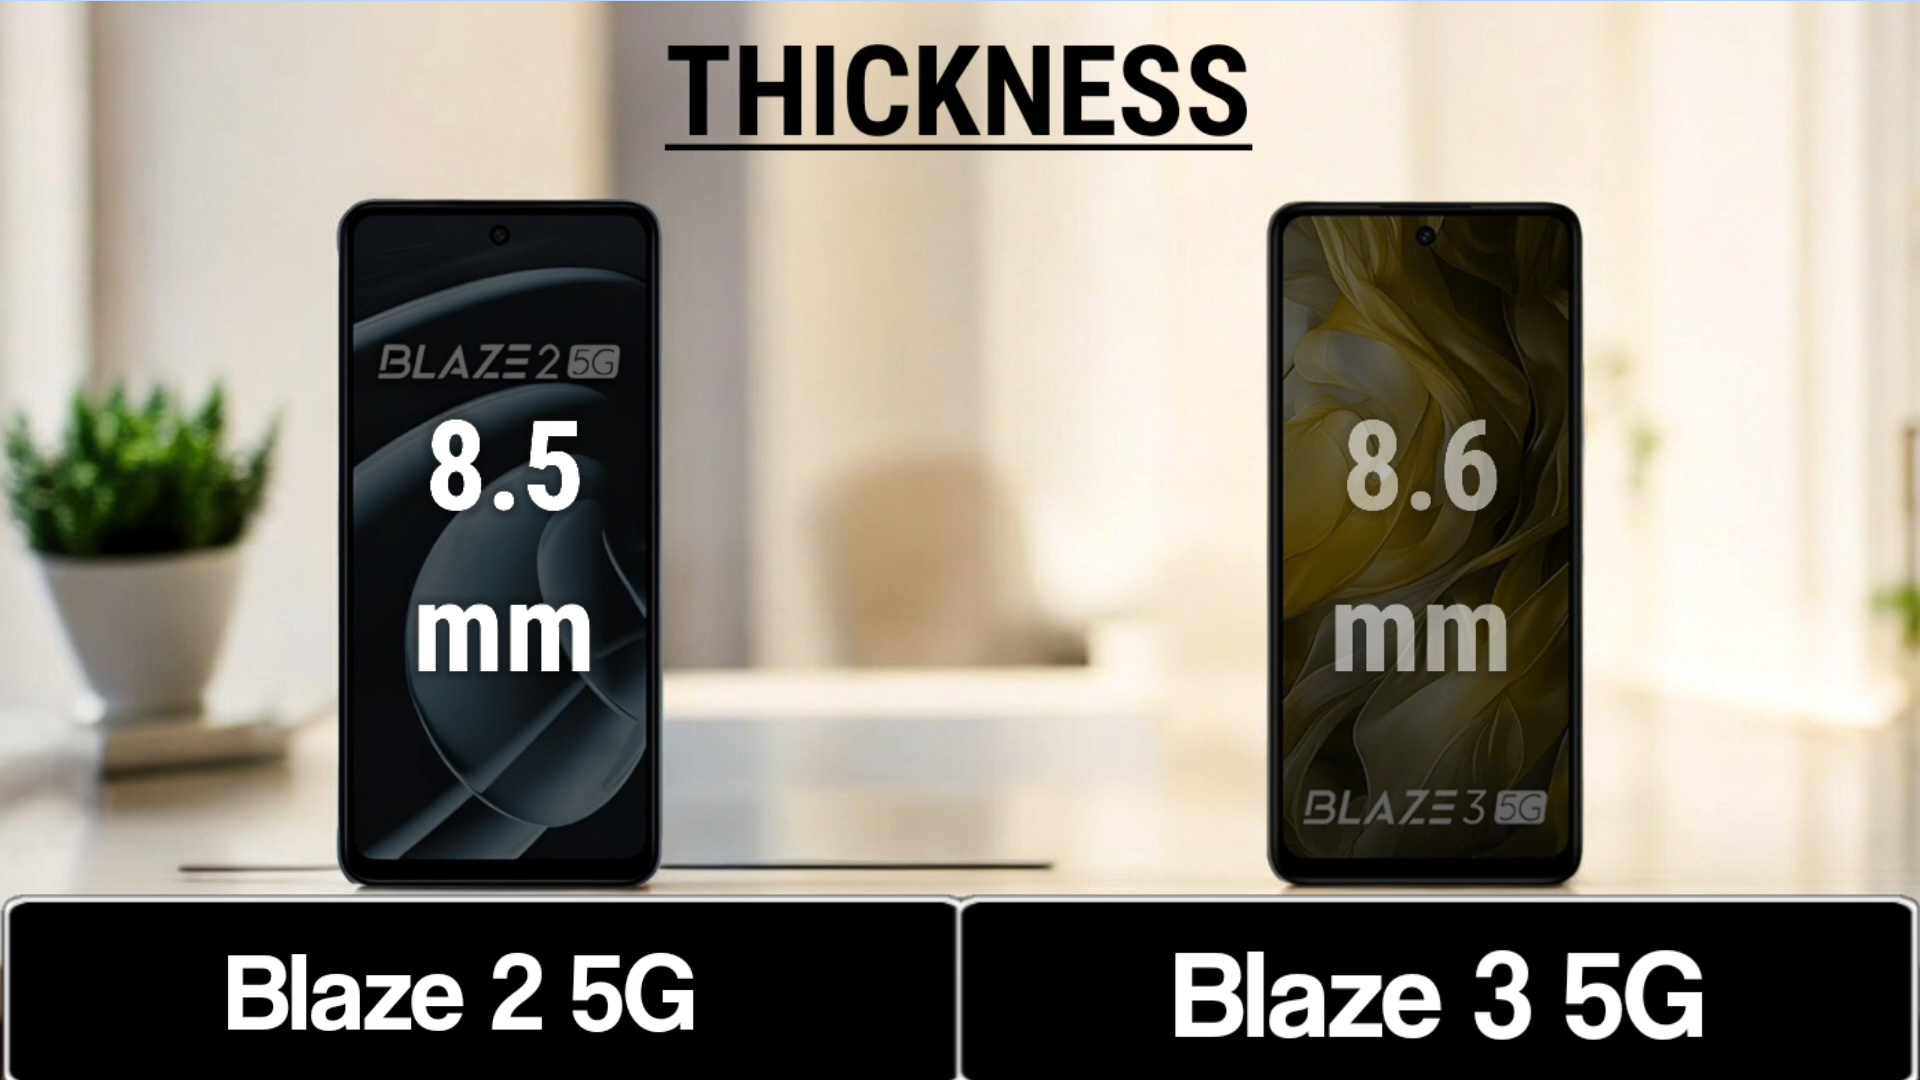 THICKNESS
BLAZE 2 5G
8.5
mm
8.6
mm
BLAZE 3 5G
Blaze 2 5G
Blaze 3 5G